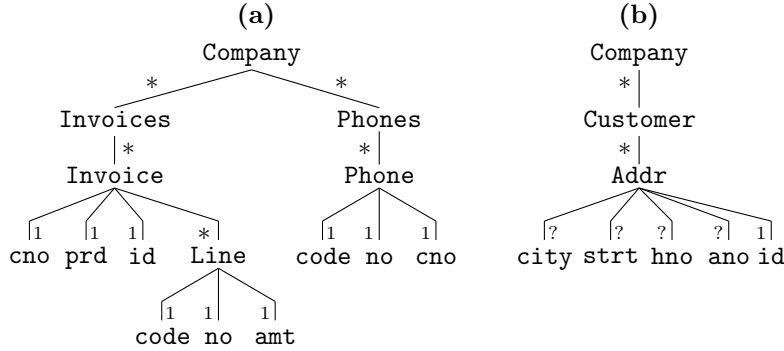 (a) (b)
Company Company
* * *
Invoices Phones Customer
* * *
Invoice Phone Addr
1 1 1 * 1 1 1 ? ? ? ? 1
cno prd id Line code no cno city strt hno ano id
1 1 1
code no amt